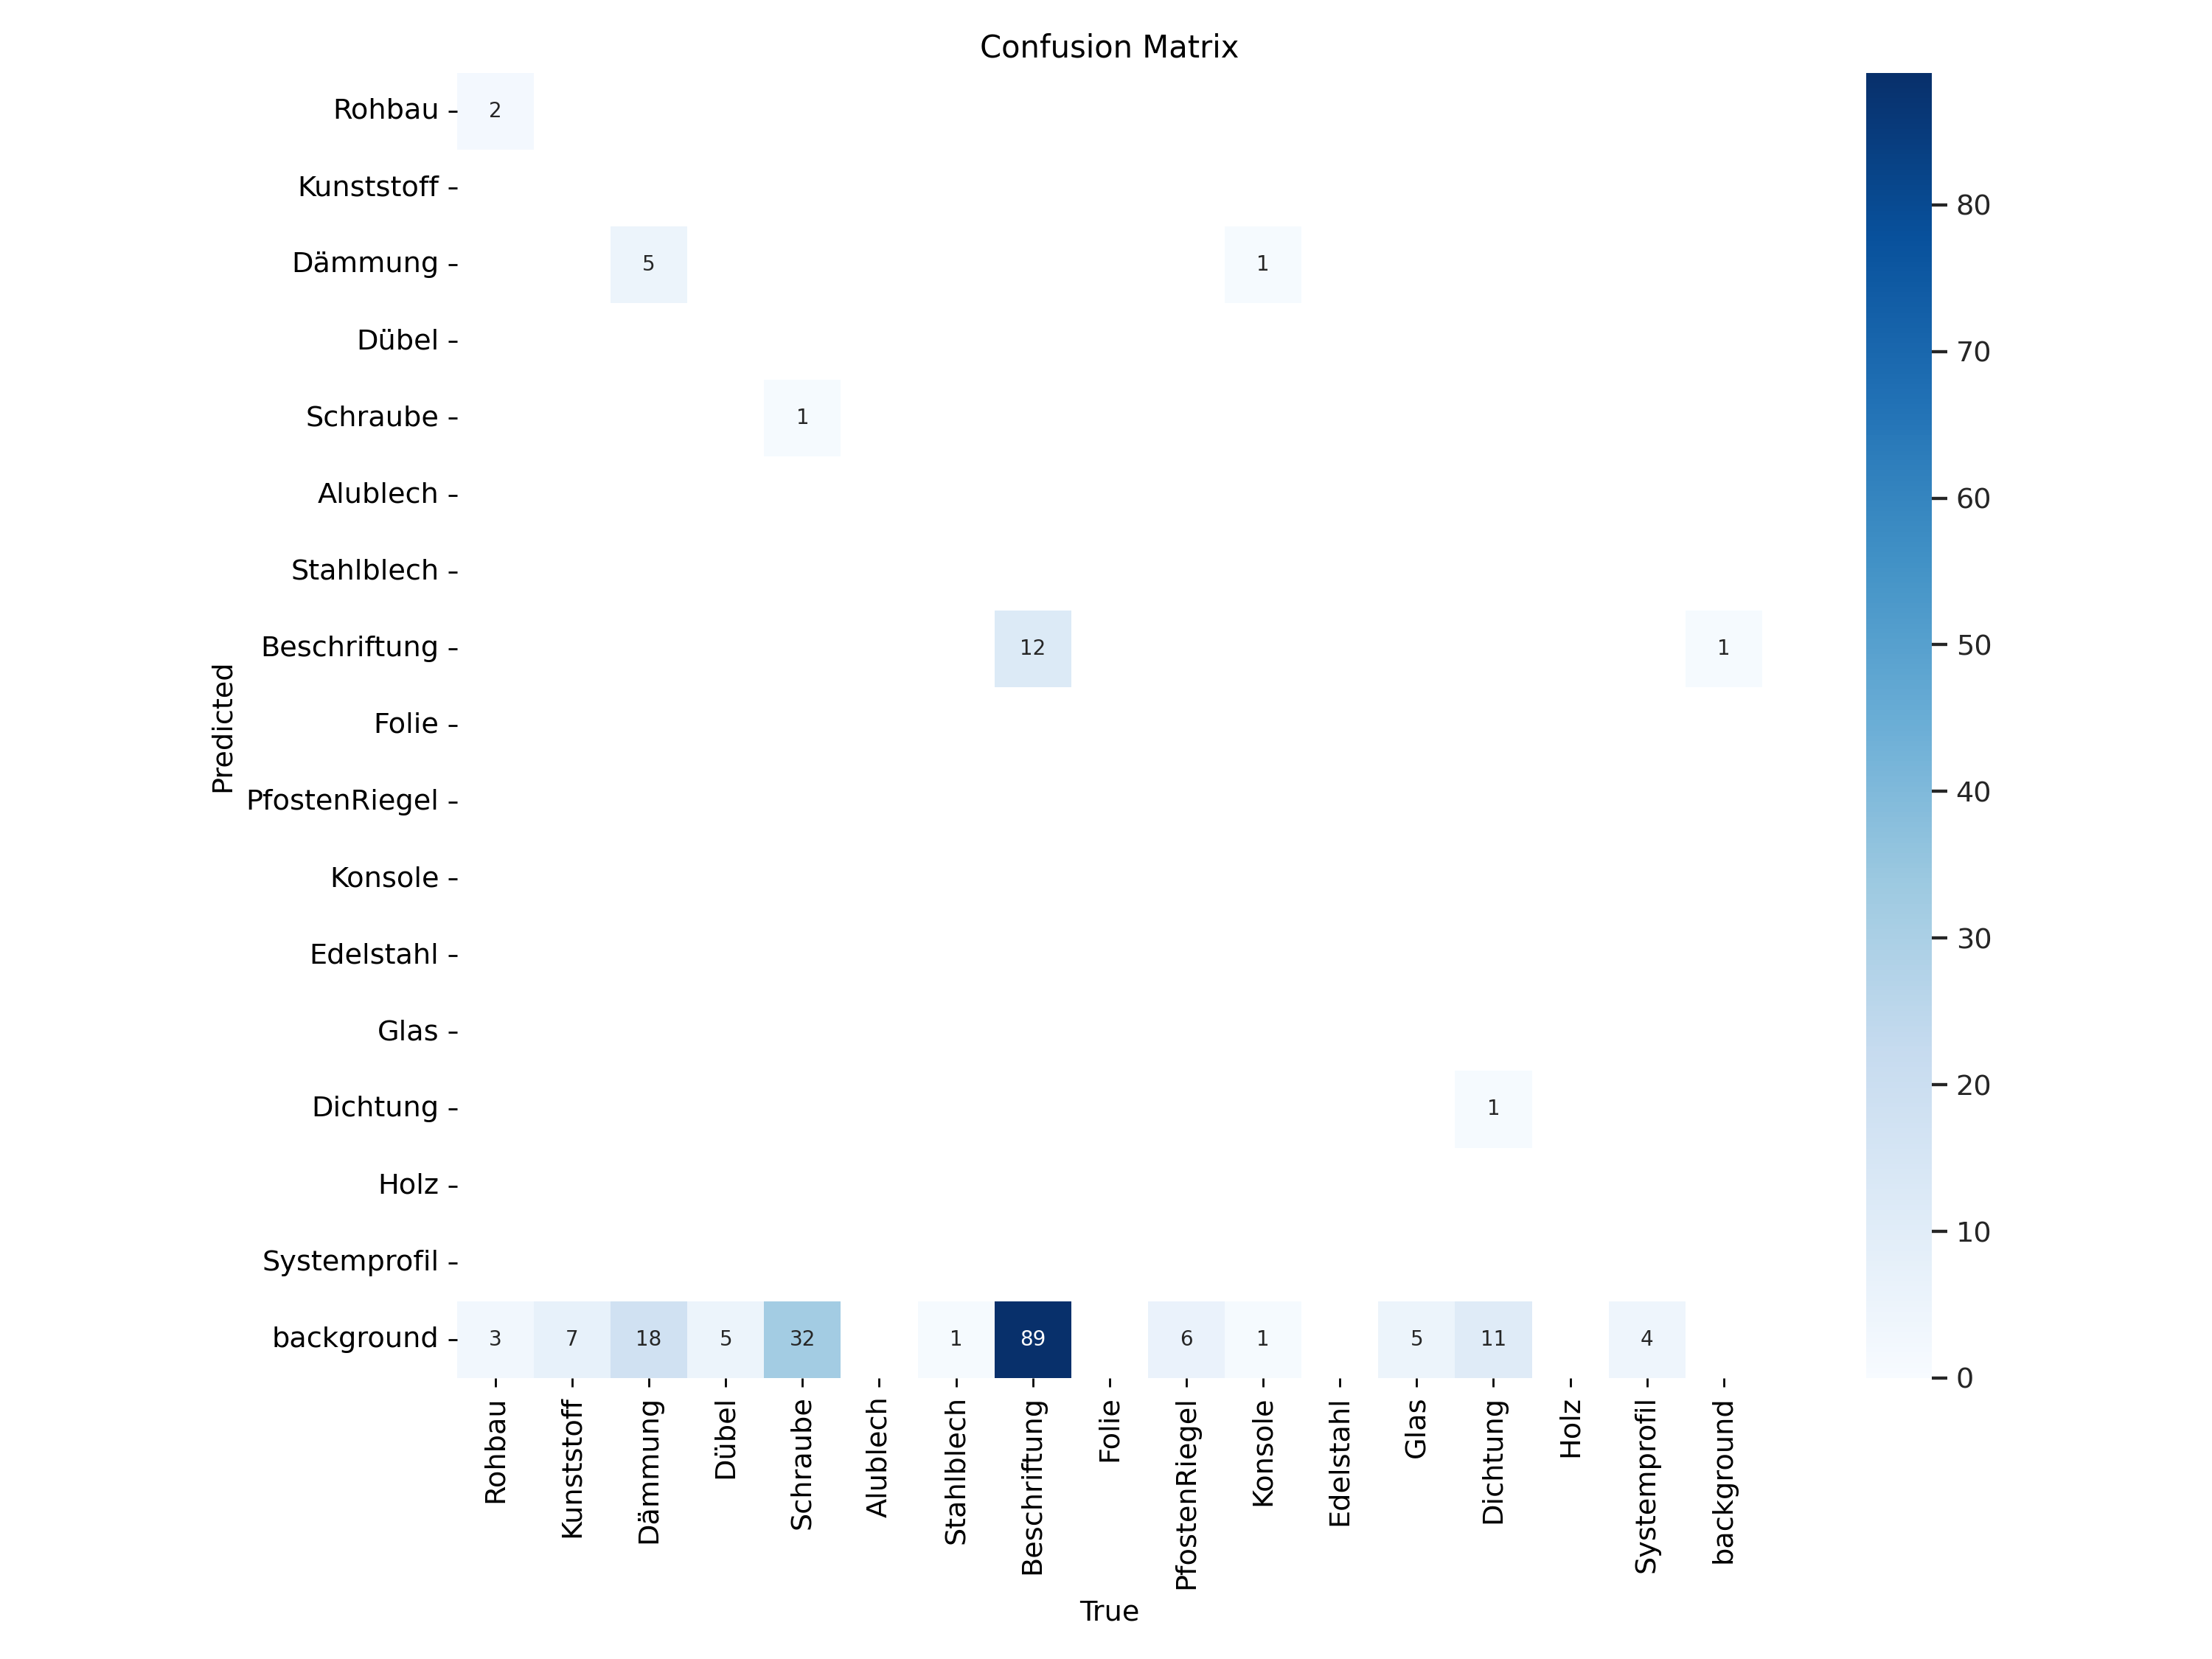 Confusion Matrix
Rohbau
2
Kunststoff
Dämmung
5 1
80
Dübel
70
Schraube
1
Alublech
60
Stahlblech
Beschriftung
12 1
50
Predicted
Folie
PfostenRiegel
40
Konsole
Edelstahl
30
Glas
Dichtung
1
20
Holz
Systemprofil
10
background
3 7 18 5 32 1 89 6 1 5 11 4
0
Rohbau
Kunststoff
Dämmung
Dübel
Schraube
Alublech
Stahlblech
Beschriftung
Folie
PfostenRiegel
Konsole
Edelstahl
Glas
Dichtung
Holz
Systemprofil
background
True